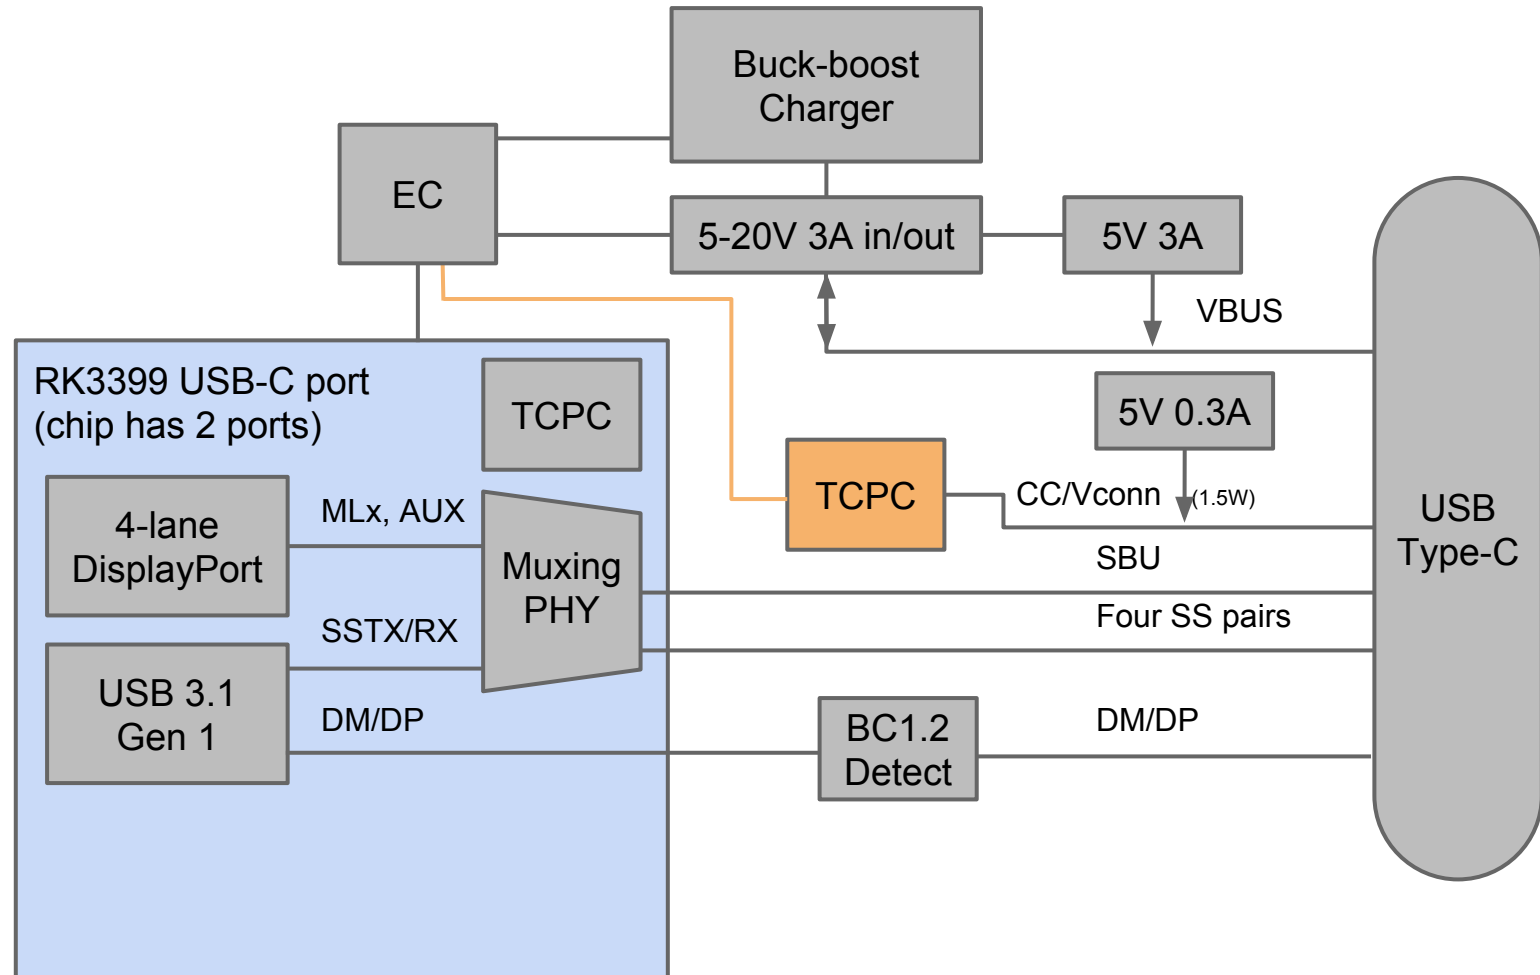 Buck-boost
Charger
EC
5-20V 3A in/out
5V 3A
VBUS
RK3399 USB-C port
(chip has 2 ports)
TCPC
5V 0.3A
TCPC
CC/Vconn
(1.5W)
USB
Type-C
4-lane
DisplayPort
MLx, AUX
Muxing
PHY
SBU
Four SS pairs
SSTX/RX
USB 3.1
Gen 1
DM/DP
BC1.2
Detect
DM/DP